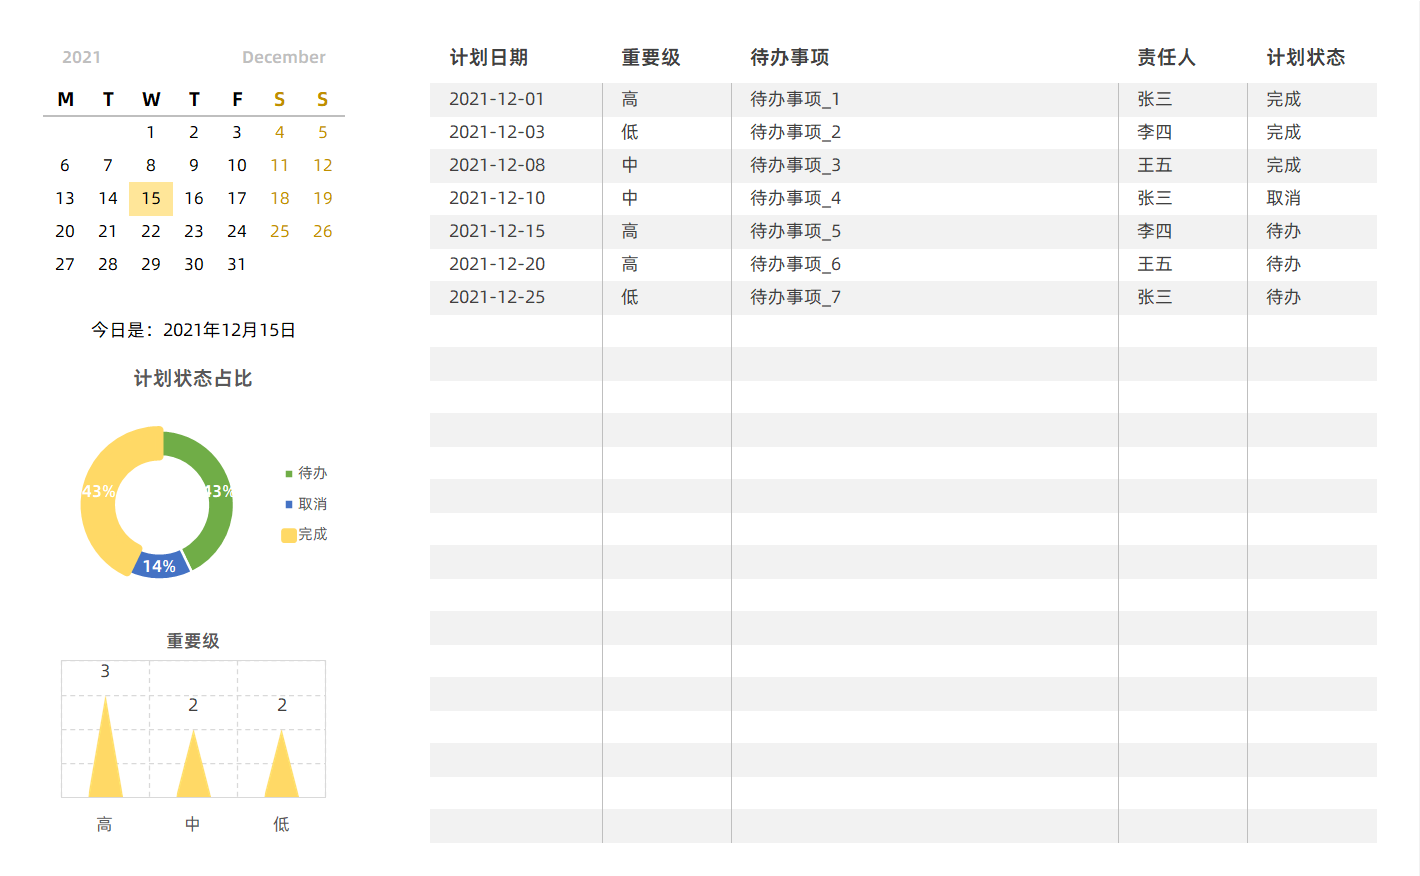 2021 December
M T W T F S S
1 2 3 4 5
6 7 8 9 10 11 12
13 14 15 16 17 18 19
20 21 22 23 24 25 26
27 28 29 30 31
今日是：2021年12月15日
计划状态占比
43% 43%
14%
待办
取消
完成
重要级
3
2 2
高 中 低
计划日期 重要级 待办事项 责任人 计划状态
2021-12-01 高 待办事项_1 张三 完成
2021-12-03 低 待办事项_2 李四 完成
2021-12-08 中 待办事项_3 王五 完成
2021-12-10 中 待办事项_4 张三 取消
2021-12-15 高 待办事项_5 李四 待办
2021-12-20 高 待办事项_6 王五 待办
2021-12-25 低 待办事项_7 张三 待办